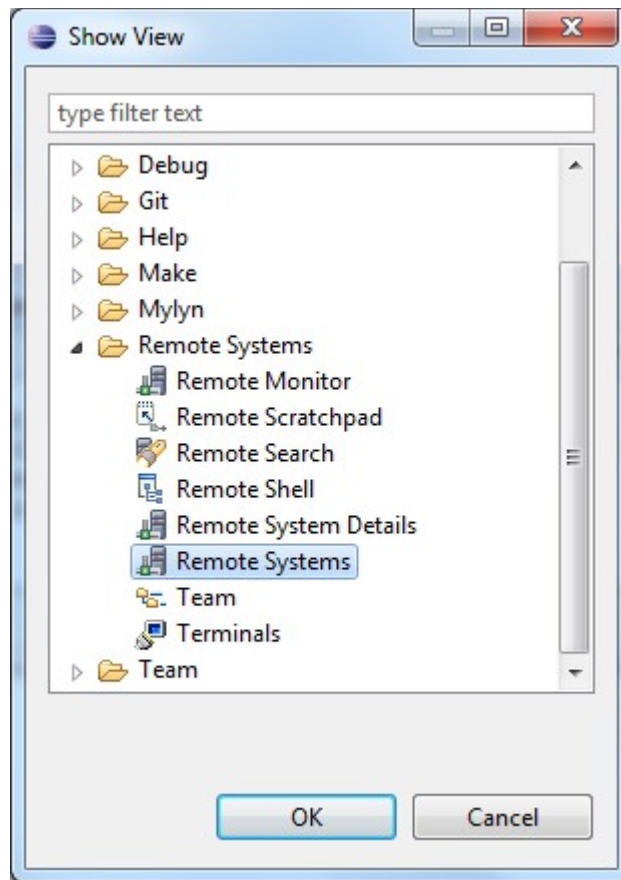 Show View
type filter text
Debug
Git
Help
Make
Mylyn
Remote Systems
Remote Monitor
Remote Scratchpad
Remote Search
Remote Shell
Remote System Details
Remote Systems
Team
Terminals
Team
OK Cancel